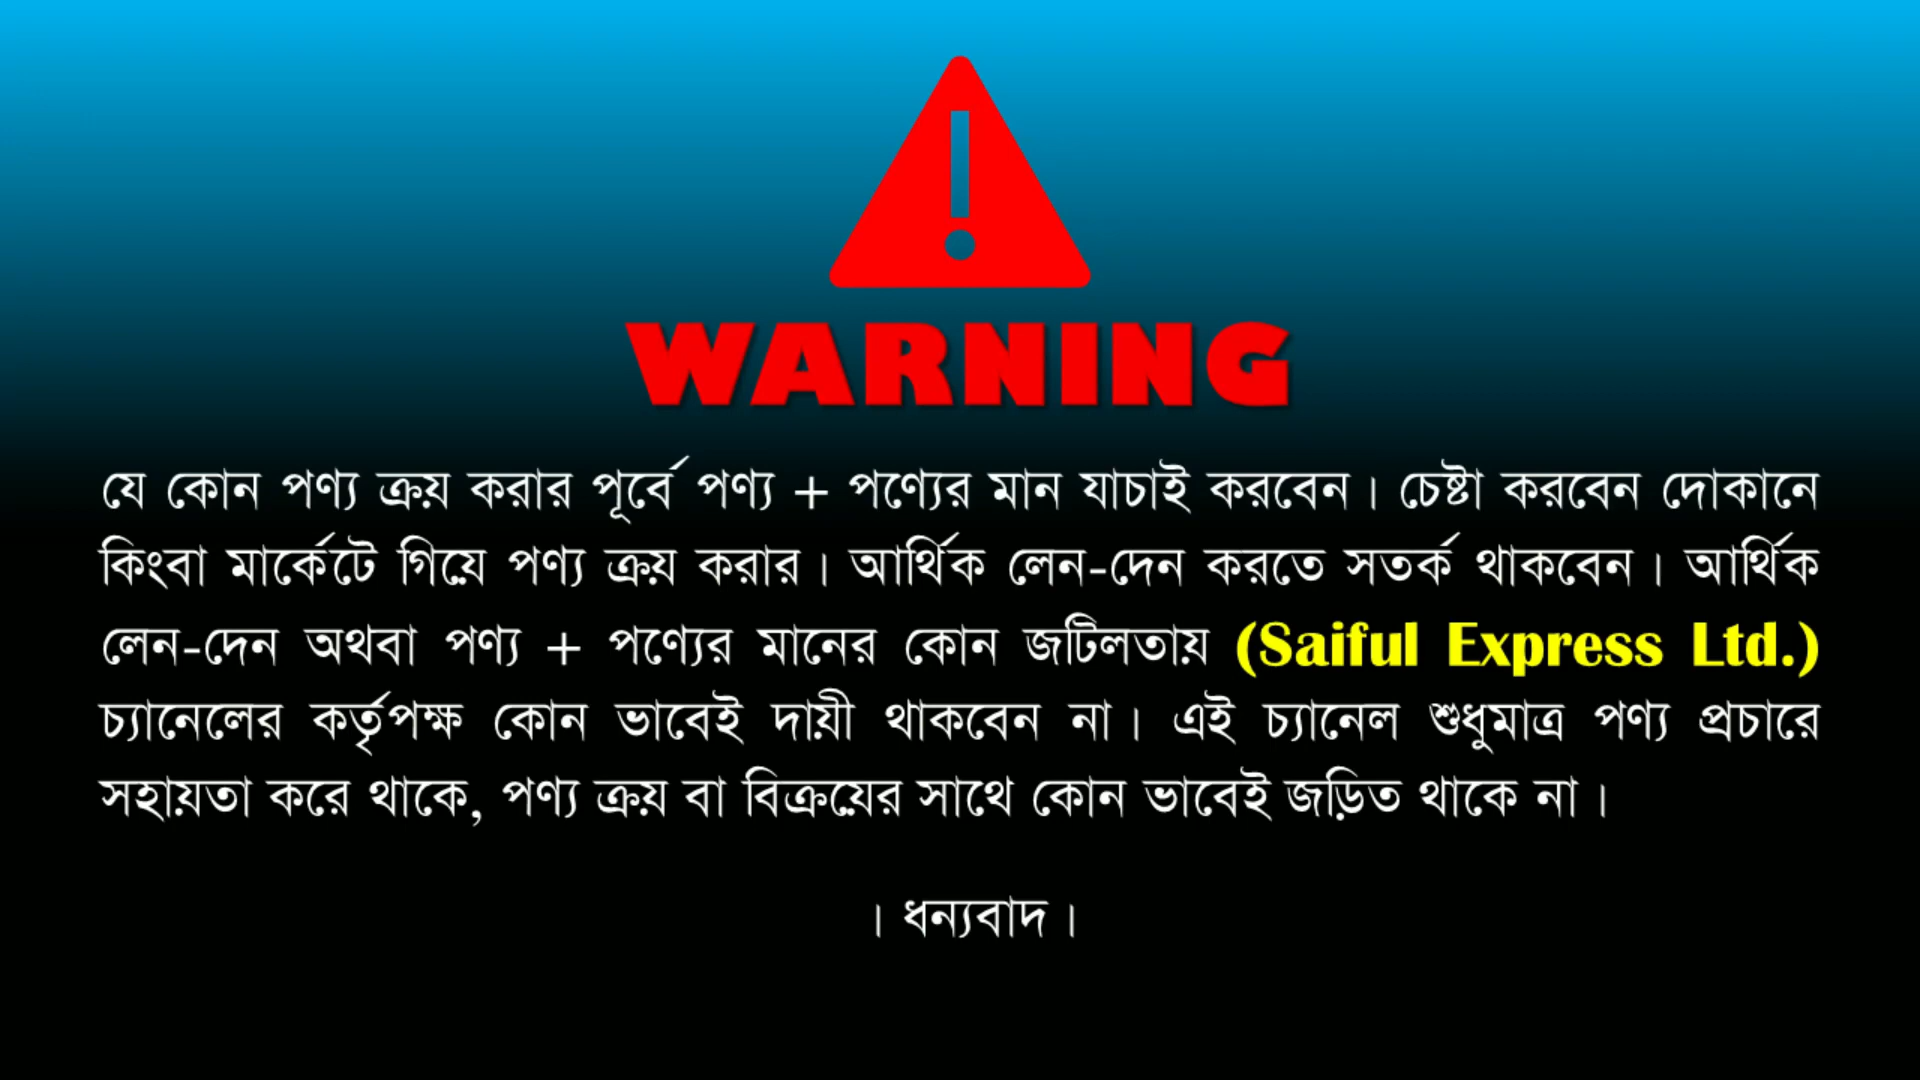 WARNING
যে কোন পণ্য ক্রয় করার পূর্বে পণ্য + পণ্যের মান যাচাই করবেন। চেষ্টা করবেন দোকানে
কিংবা মার্কেটে গিয়ে পণ্য ক্রয় করার। আর্থিক লেন-দেন করতে সতর্ক থাকবেন। আর্থিক
লেন-দেন অথবা পণ্য + পণ্যের মানের কোন জটিলতায় (Saiful Express Ltd.)
চ্যানেলের কর্তৃপক্ষ কোন ভাবেই দায়ী থাকবেন না। এই চ্যানেল শুধুমাত্র পণ্য প্রচারে
সহায়তা করে থাকে, পণ্য ক্রয় বা বিক্রয়ের সাথে কোন ভাবেই জড়িত থাকে না।
। ধন্যবাদ ।